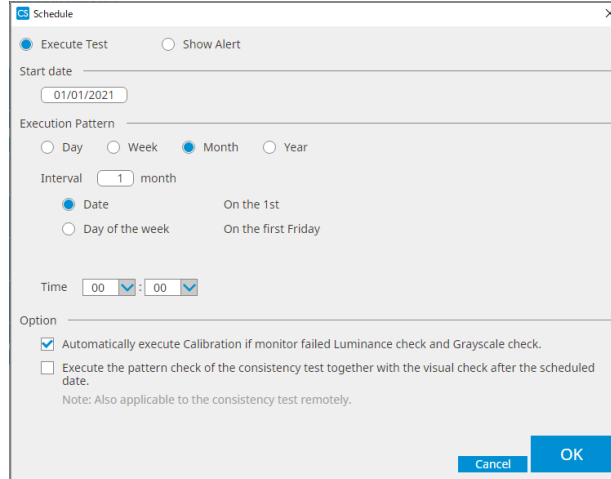 CS Schedule
Execute Test Show Alert
Start date
01/01/2021
Execution Pattern
Day Week Month Year
Interval 1 month
Date On the 1st
Day of the week On the first Friday
Time 00 : 00
Option
Automatically execute Calibration if monitor failed Luminance check and Grayscale check.
Execute the pattern check of the consistency test together with the visual check after the scheduled
date.
Note: Also applicable to the consistency test remotely.
Cancel OK